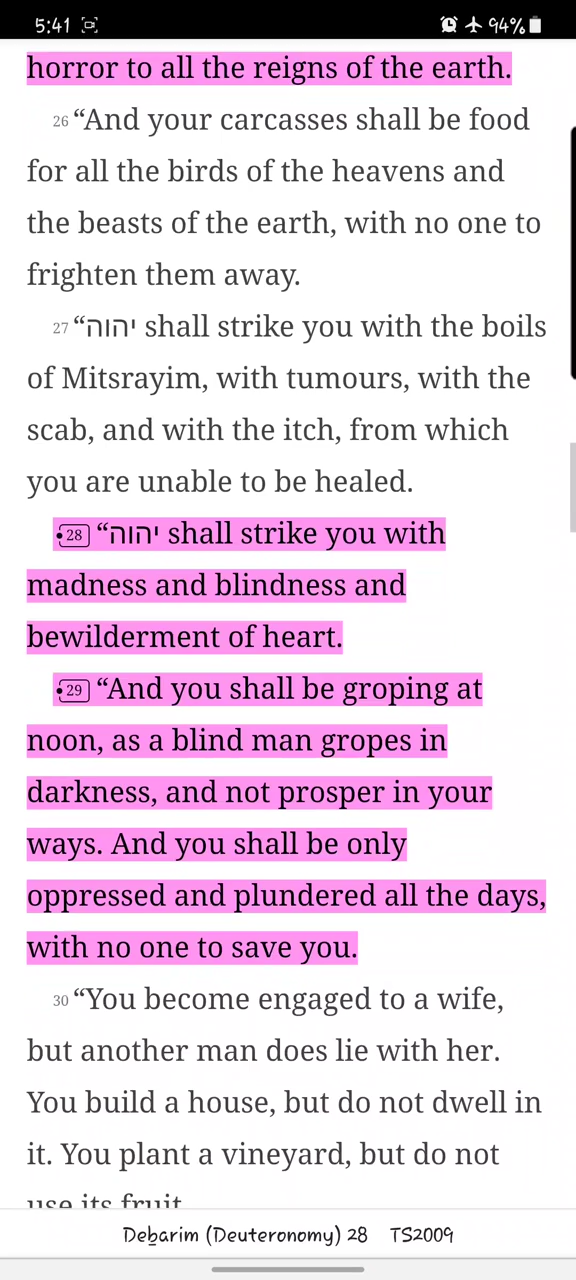 5:41 94%
horror to all the reigns of the earth.
26 “And your carcasses shall be food
for all the birds of the heavens and
the beasts of the earth, with no one to
frighten them away.
27 “יהוה shall strike you with the boils
of Mitsrayim, with tumours, with the
scab, and with the itch, from which
you are unable to be healed.
28 “יהוה shall strike you with
madness and blindness and
bewilderment of heart.
29 “And you shall be groping at
noon, as a blind man gropes in
darkness, and not prosper in your
ways. And you shall be only
oppressed and plundered all the days,
with no one to save you.
30 “You become engaged to a wife,
but another man does lie with her.
You build a house, but do not dwell in
it. You plant a vineyard, but do not
use its fruit
Deḇarim (Deuteronomy) 28 TS2009